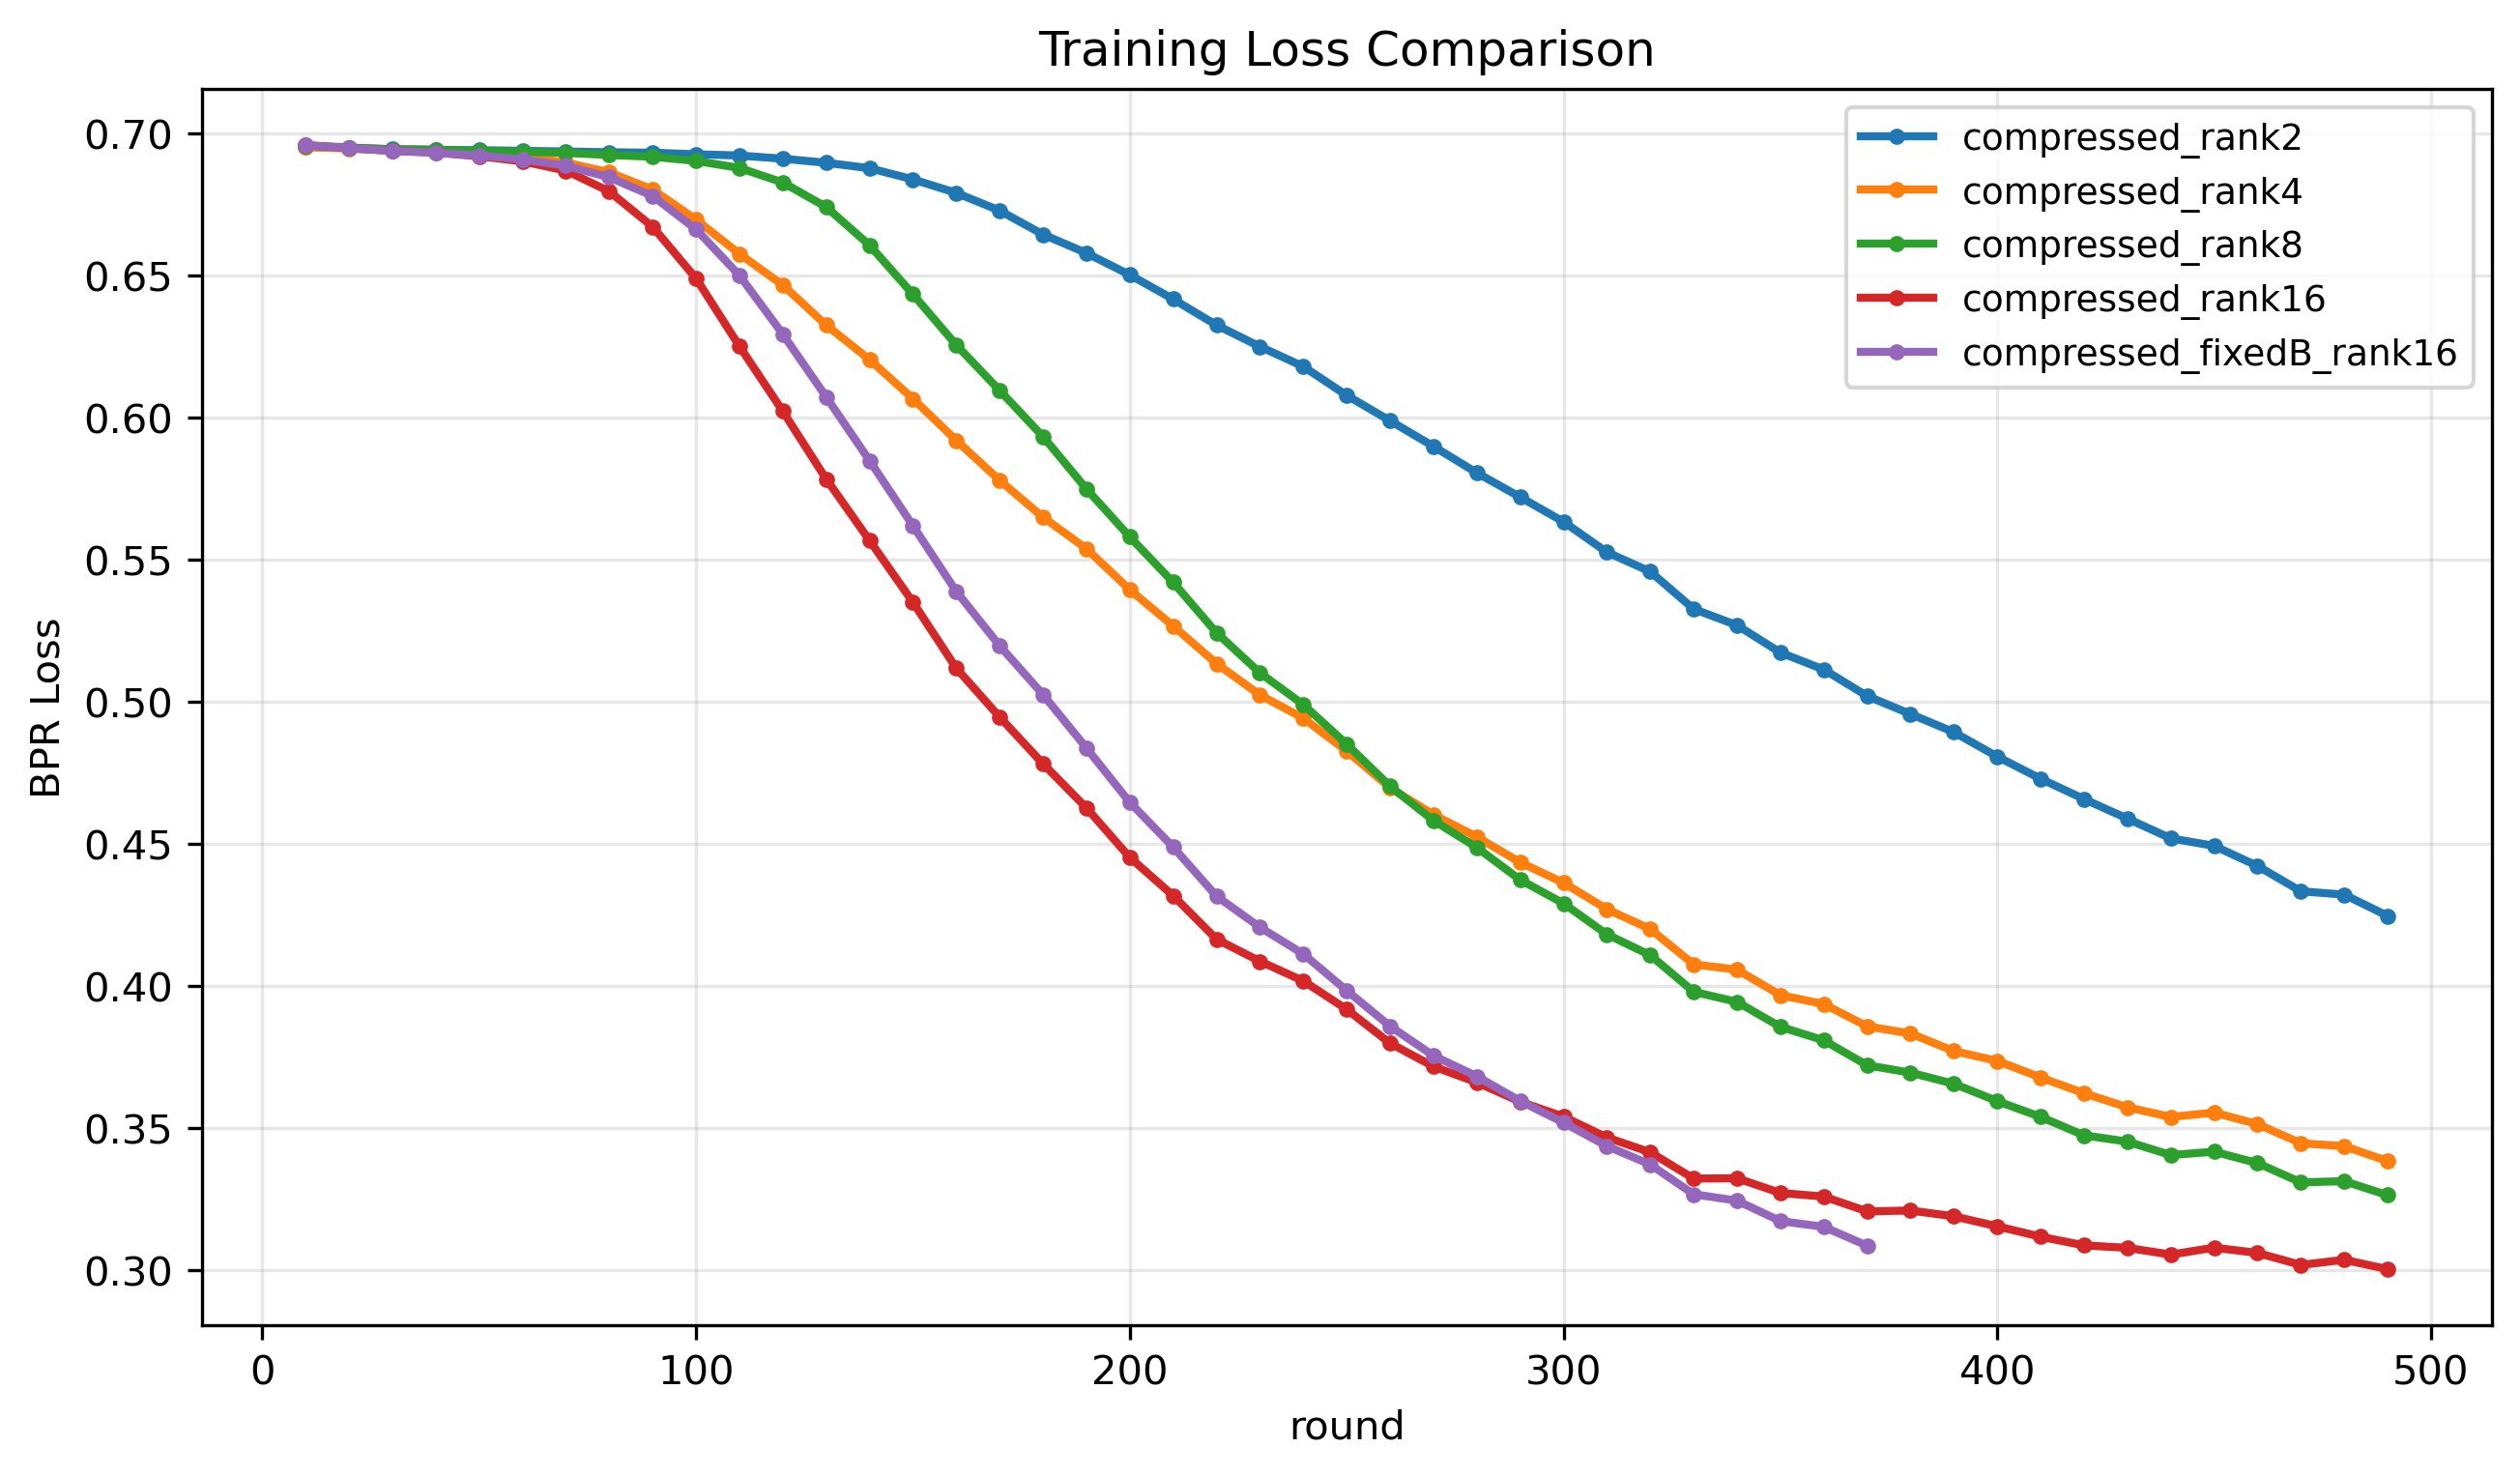 Training Loss Comparison
0.70
0.65
0.60
0.55
0.50
0.45
0.40
0.35
0.30
BPR Loss
compressed_rank2
compressed_rank4
compressed_rank8
compressed_rank16
compressed_fixedB_rank16
0 100 200 300 400 500
round